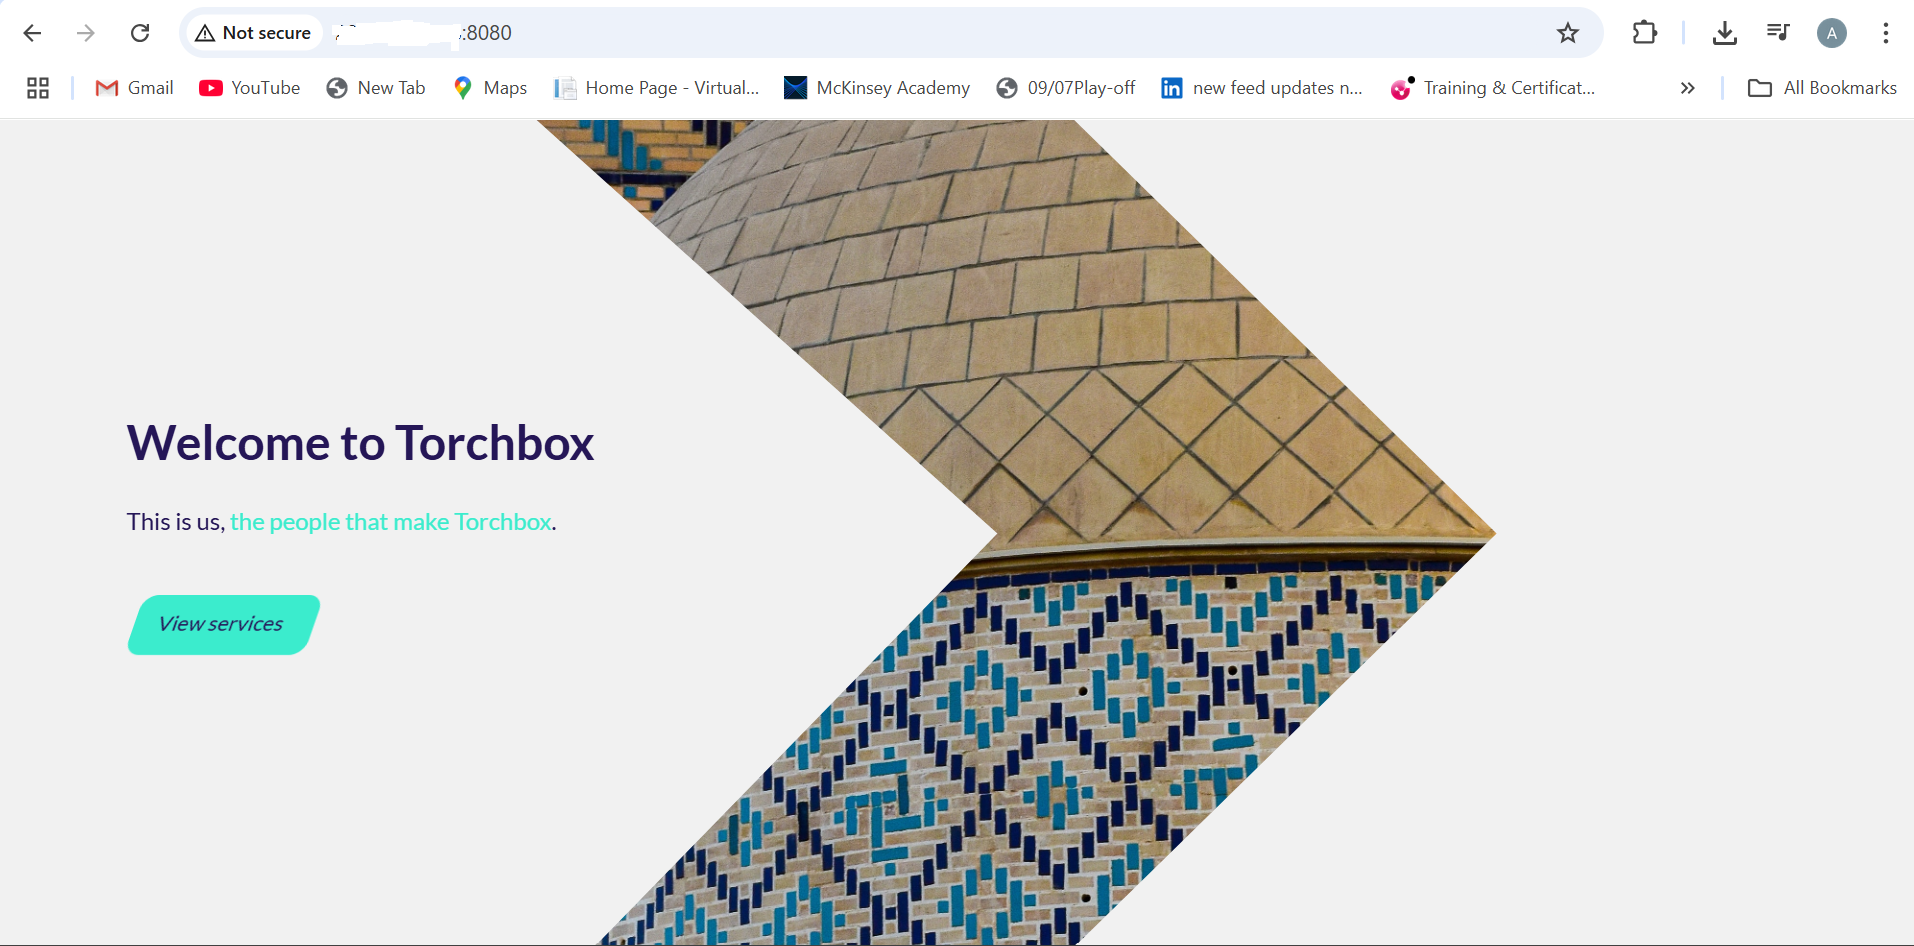 Not secure :8080 A
Gmail YouTube New Tab Maps Home Page - Virtual... McKinsey Academy 09/07Play-off in new feed updates n... Training & Certificat... » All Bookmarks
Welcome to Torchbox
This is us, the people that make Torchbox.
View services